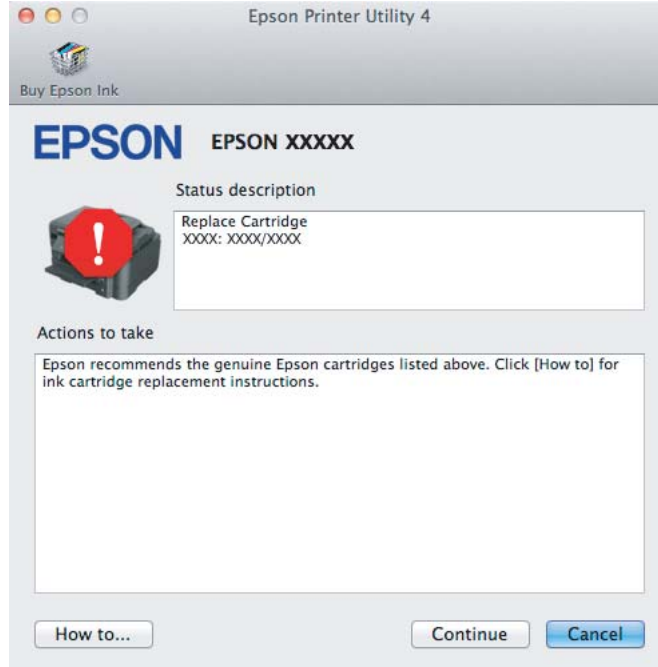 Epson Printer Utility 4
Buy Epson Ink
EPSON EPSON XXXXX
Status description
Replace Cartridge
XXXX: XXXX/XXXX
Actions to take
Epson recommends the genuine Epson cartridges listed above. Click [How to] for
ink cartridge replacement instructions.
How to... Continue Cancel